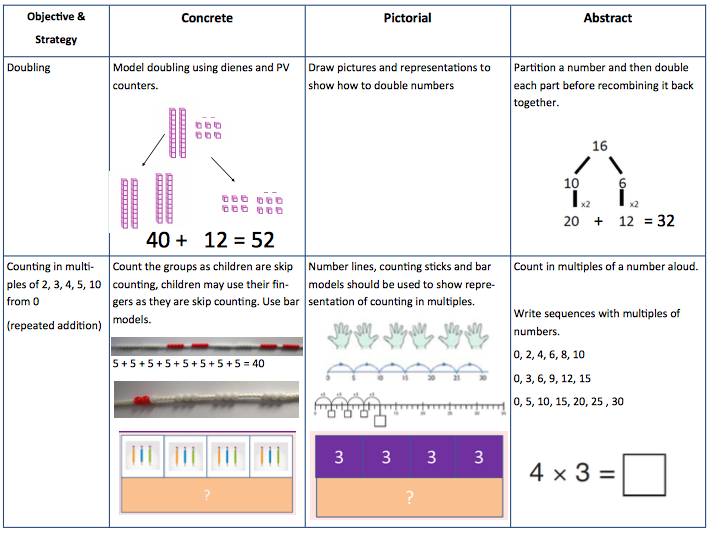 Objective &
Strategy
Concrete
Pictorial
Abstract
Doubling
Model doubling using dienes and PV
counters.
40 + 12 = 52
Draw pictures and representations to
show how to double numbers
Partition a number and then double
each part before recombining it back
together.
16
10 6
x2 x2
20 + 12 = 32
Counting in multi-
ples of 2, 3, 4, 5, 10
from 0
(repeated addition)
Count the groups as children are skip
counting, children may use their fin-
gers as they are skip counting. Use bar
models.
5 + 5 + 5 + 5 + 5 + 5 + 5 + 5 = 40
?
Number lines, counting sticks and bar
models should be used to show repre-
sentation of counting in multiples.
0 5 10 15 20 25 30
3 3 3 3
?
Count in multiples of a number aloud.
Write sequences with multiples of
numbers.
0, 2, 4, 6, 8, 10
0, 3, 6, 9, 12, 15
0, 5, 10, 15, 20, 25 , 30
4 × 3 =